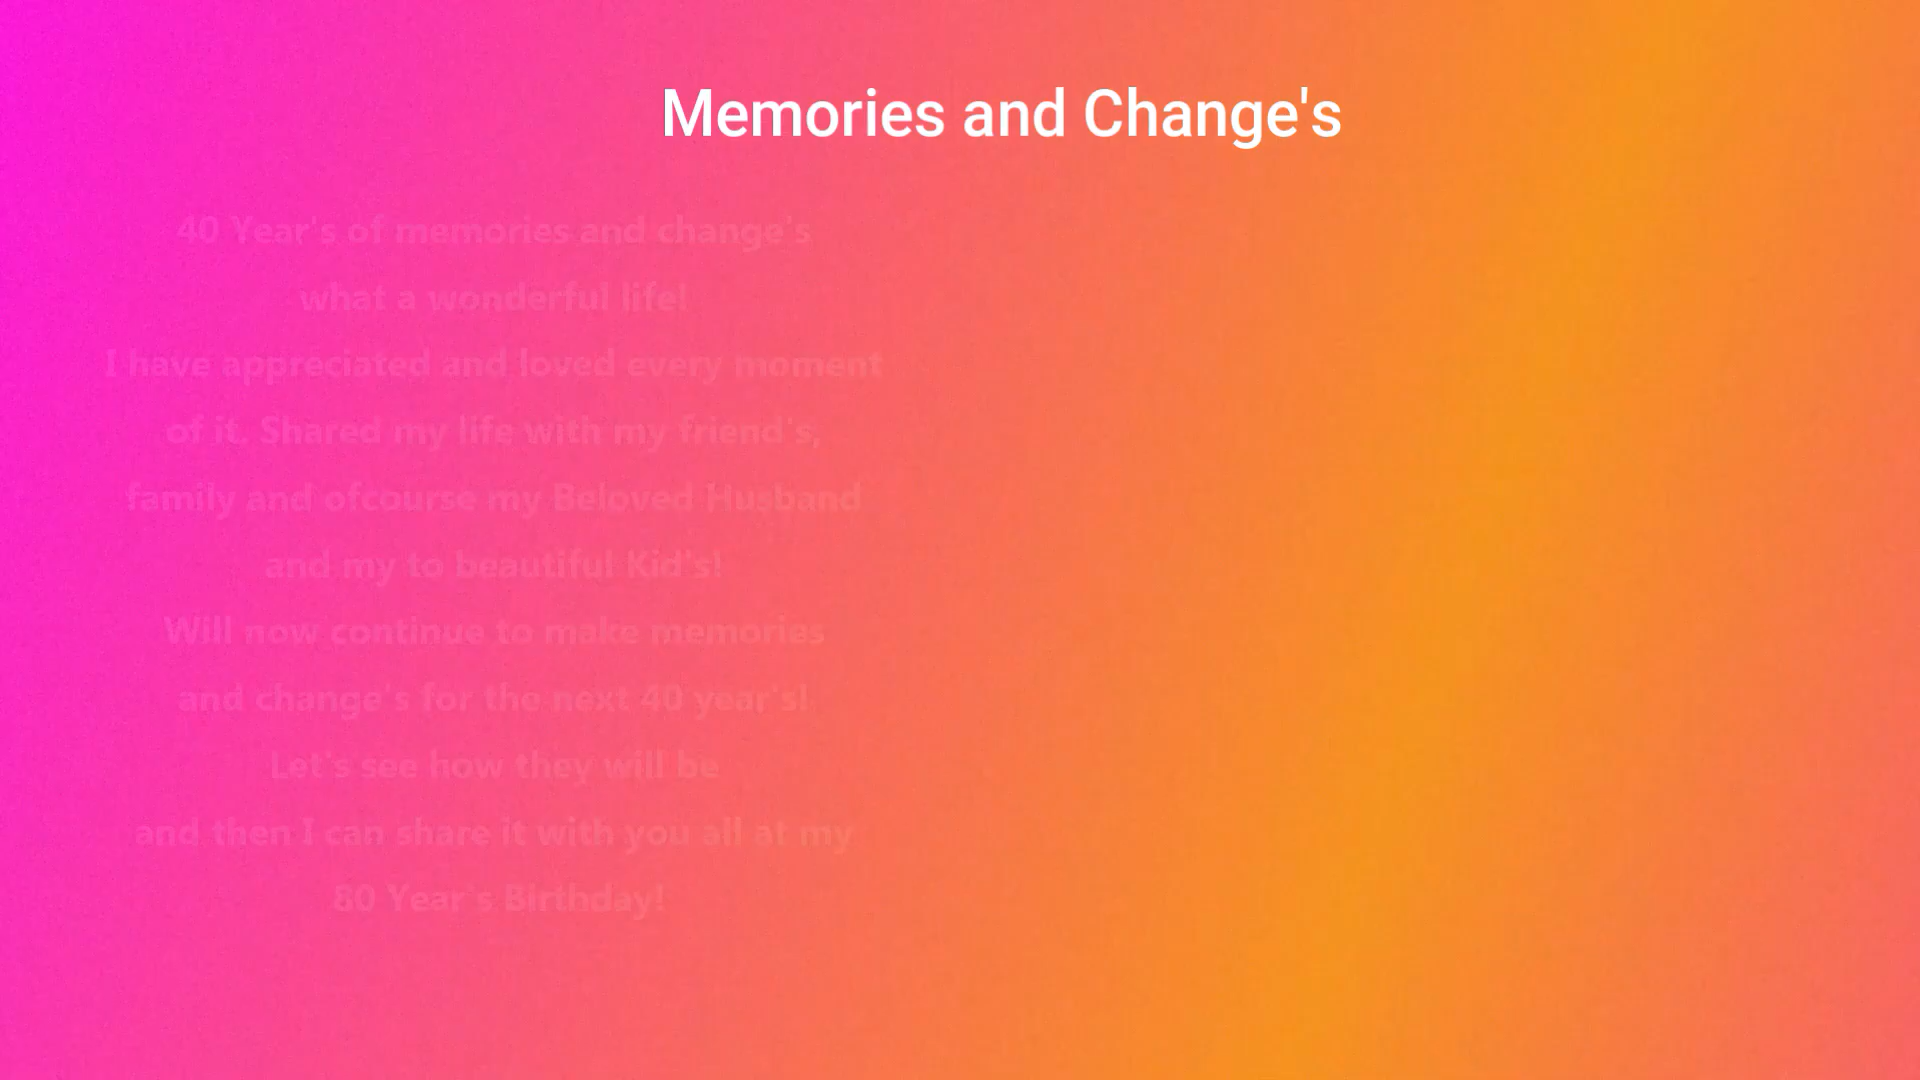 Memories and Change's
40 Year's of memories and change's
what a wonderful life!
I have appreciated and loved every moment
of it. Shared my life with my friend's,
family and ofcourse my Beloved Husband
and my to beautiful Kid's!
Will now continue to make memories
and change's for the next 40 year's!
Let's see how they will be
and then I can share it with you all at my
80 Year's Birthday!